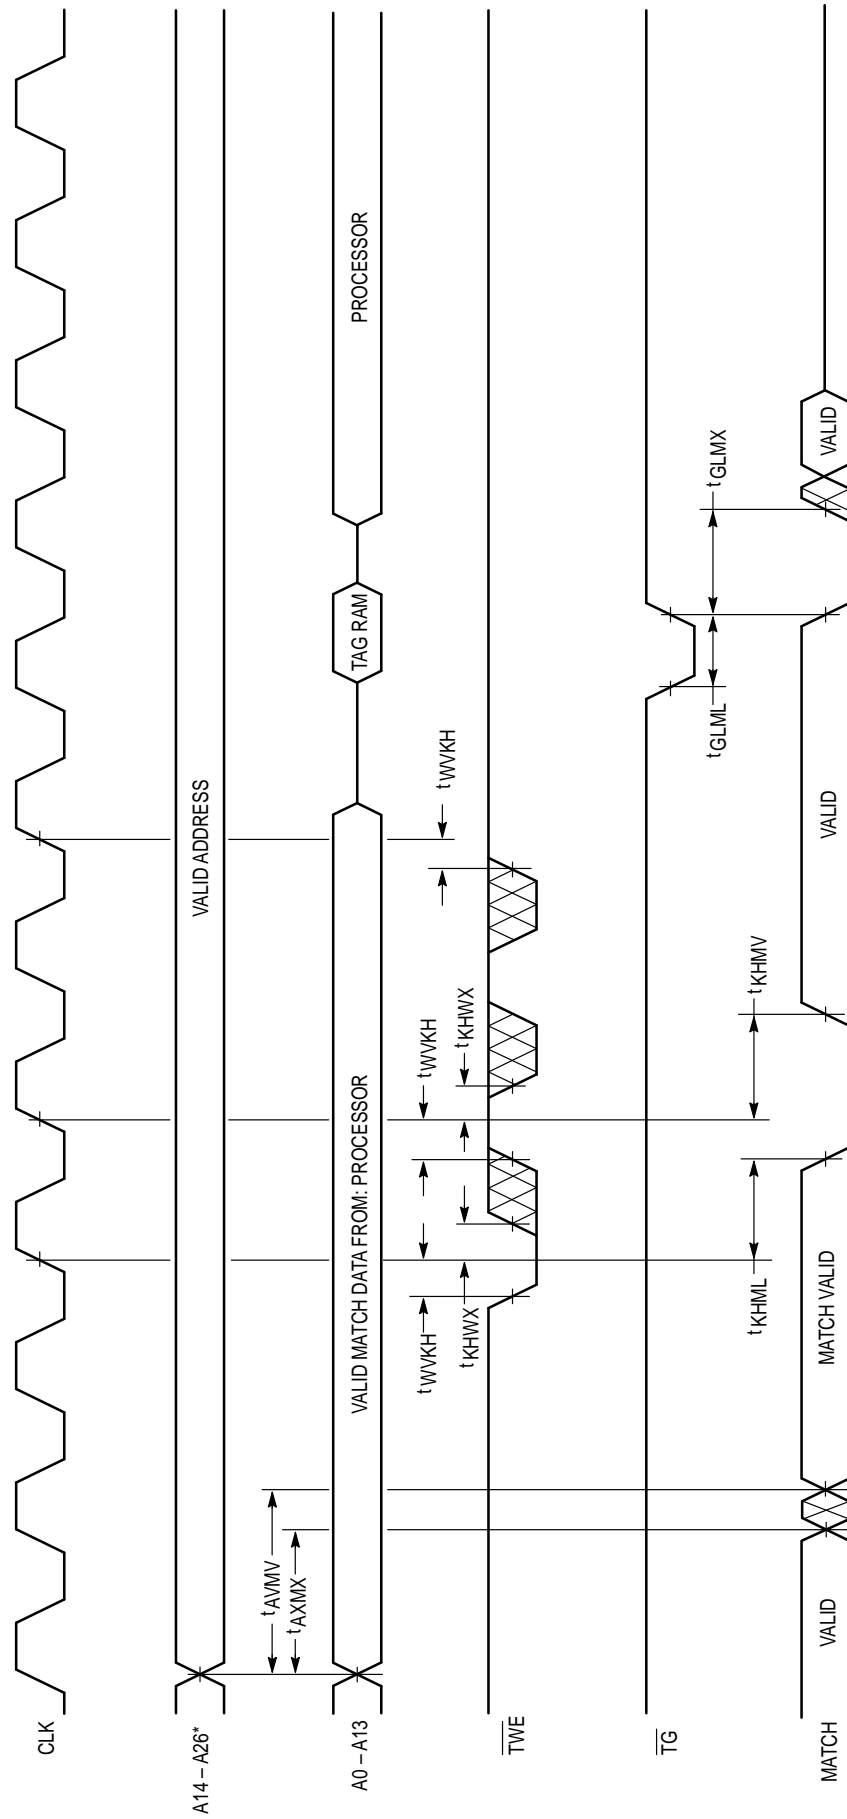 CLK
A14 – A26*
VALID ADDRESS
A0 – A13
VALID MATCH DATA FROM: PROCESSOR
TAG RAM
PROCESSOR
tAVMV
tAXMX
TWE
tWVKH
tKHWX
tWVKH
tKHWX
tWVKH
TG
tGLML
tGLMX
tKHML
tKHMV
MATCH
VALID
MATCH VALID
VALID
VALID